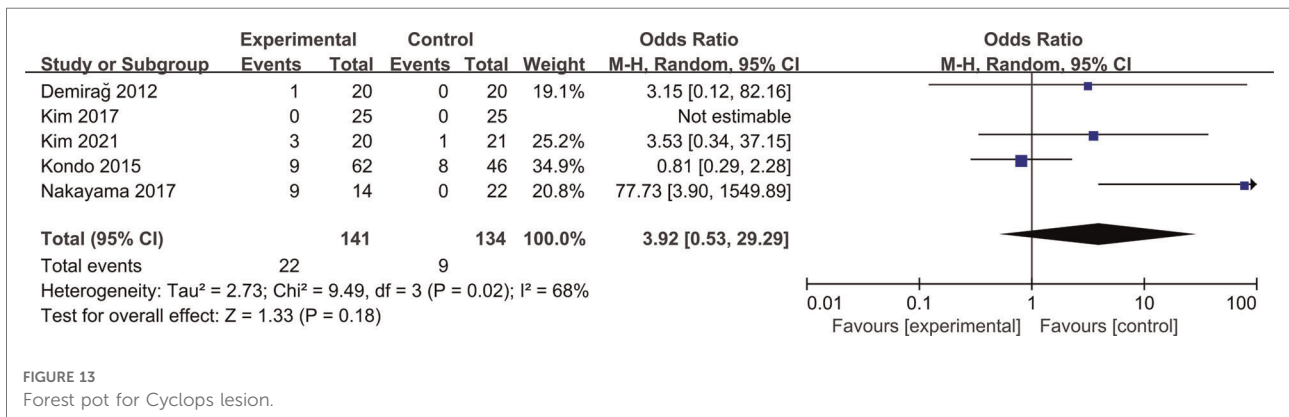 Experimental Control Odds Ratio Odds Ratio
Study or Subgroup Events Total Events Total Weight M-H, Random, 95% CI M-H, Random, 95% CI
Demirağ 2012 1 20 0 20 19.1% 3.15 [0.12, 82.16]
Kim 2017 0 25 0 25 Not estimable
Kim 2021 3 20 1 21 25.2% 3.53 [0.34, 37.15]
Kondo 2015 9 62 8 46 34.9% 0.81 [0.29, 2.28]
Nakayama 2017 9 14 0 22 20.8% 77.73 [3.90, 1549.89]
Total (95% CI) 141 134 100.0% 3.92 [0.53, 29.29]
Total events 22 9
Heterogeneity: Tau² = 2.73; Chi² = 9.49, df = 3 (P = 0.02); I² = 68%
Test for overall effect: Z = 1.33 (P = 0.18)
0.01 0.1 1 10 100
Favours [experimental] Favours [control]
FIGURE 13
Forest pot for Cyclops lesion.